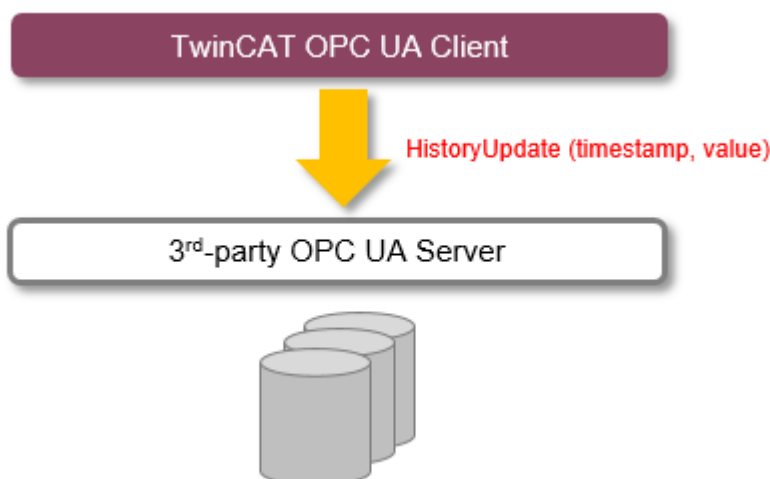 TwinCAT OPC UA Client
HistoryUpdate (timestamp, value)
3rd-party OPC UA Server